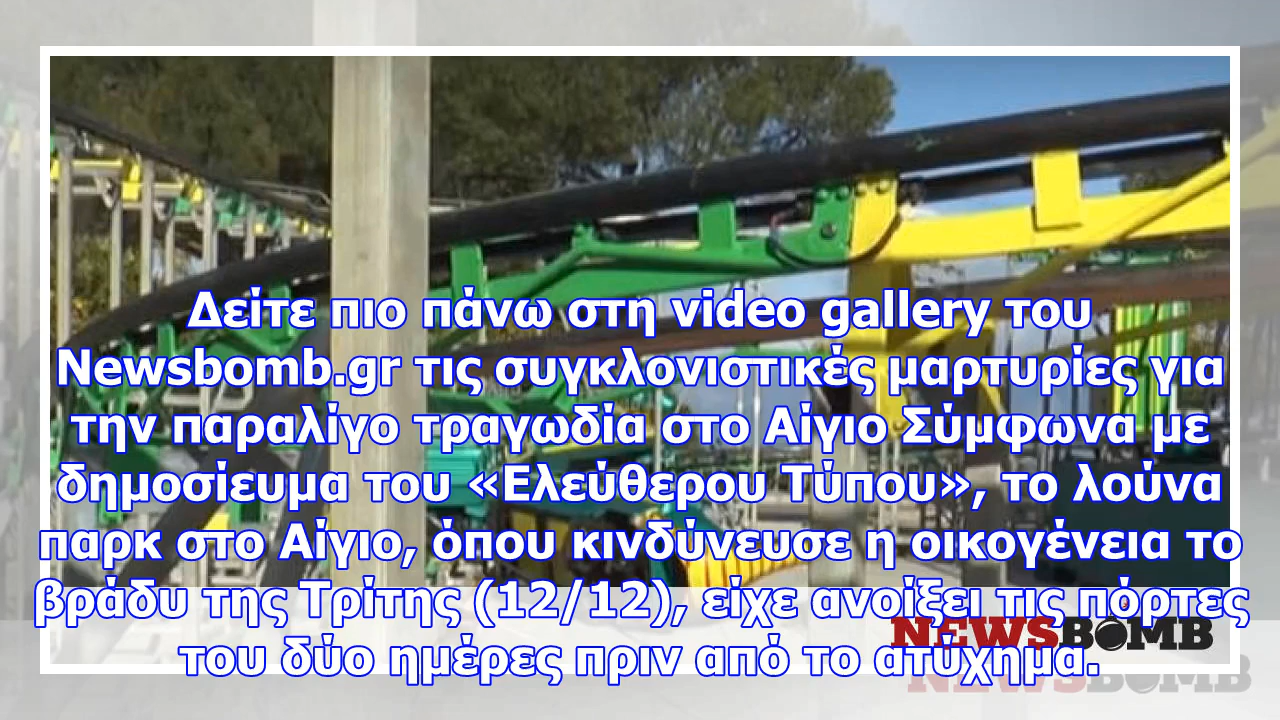 Δείτε πιο πάνω στη video gallery του
Newsbomb.gr τις συγκλονιστικές μαρτυρίες για
την παραλίγο τραγωδία στο Αίγιο Σύμφωνα με
δημοσίευμα του «Ελεύθερου Τύπου», το λούνα
παρκ στο Αίγιο, όπου κινδύνευσε η οικογένεια το
βράδυ της Τρίτης (12/12), είχε ανοίξει τις πόρτες
του δύο ημέρες πριν από το ατύχημα.
NEWSBOMB
NEWSBOMB